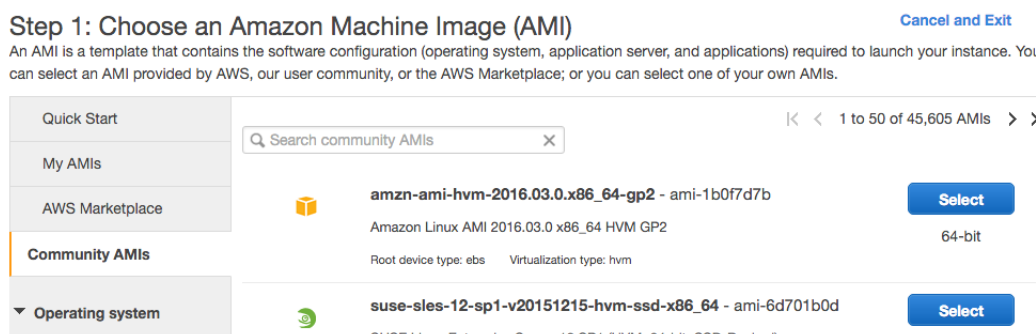 Step 1: Choose an Amazon Machine Image (AMI)
Cancel and Exit
An AMI is a template that contains the software configuration (operating system, application server, and applications) required to launch your instance. You
can select an AMI provided by AWS, our user community, or the AWS Marketplace; or you can select one of your own AMIs.
Quick Start
My AMIs
AWS Marketplace
Community AMIs
Operating system
Search community AMIs
1 to 50 of 45,605 AMIs
amzn-ami-hvm-2016.03.0.x86_64-gp2 - ami-1b0f7d7b
Select
Amazon Linux AMI 2016.03.0 x86_64 HVM GP2
64-bit
Root device type: ebs Virtualization type: hvm
suse-sles-12-sp1-v20151215-hvm-ssd-x86_64 - ami-6d701b0d
Select